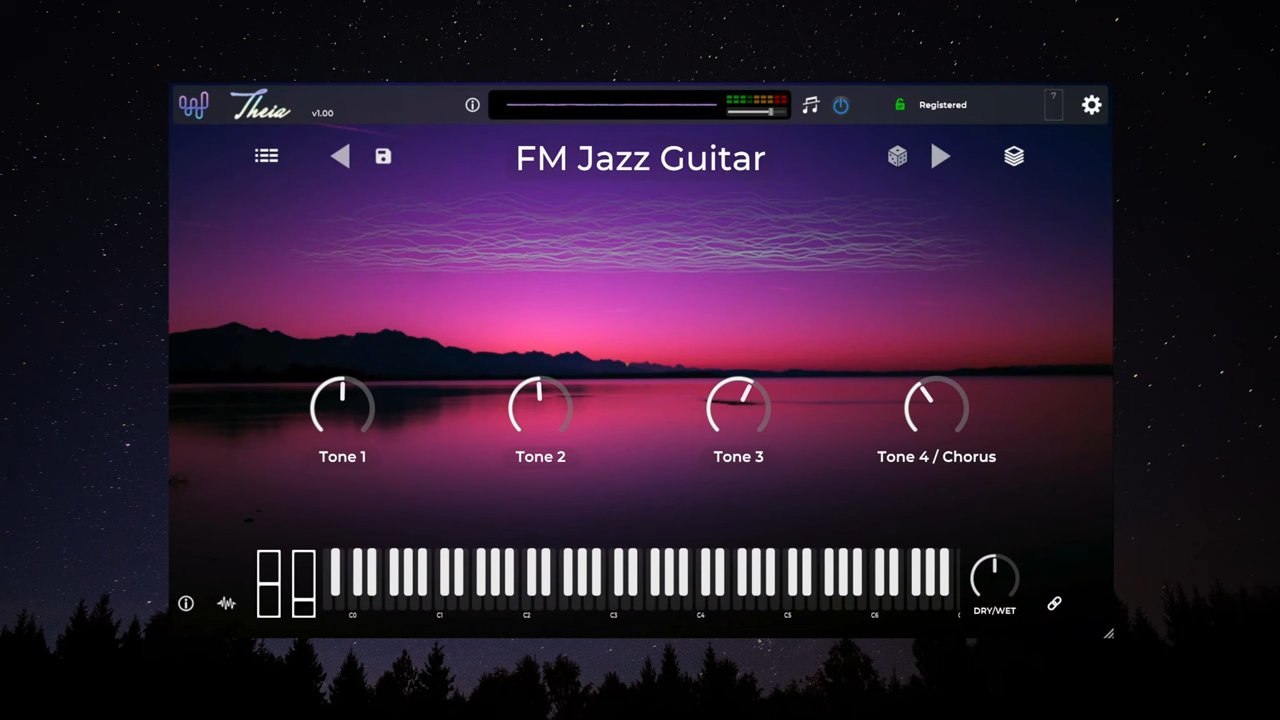 Theia
v1.00
Registered
7
FM Jazz Guitar
Tone 1
Tone 2
Tone 3
Tone 4 / Chorus
C0
C1
C2
C3
C4
C5
C6
DRY/WET